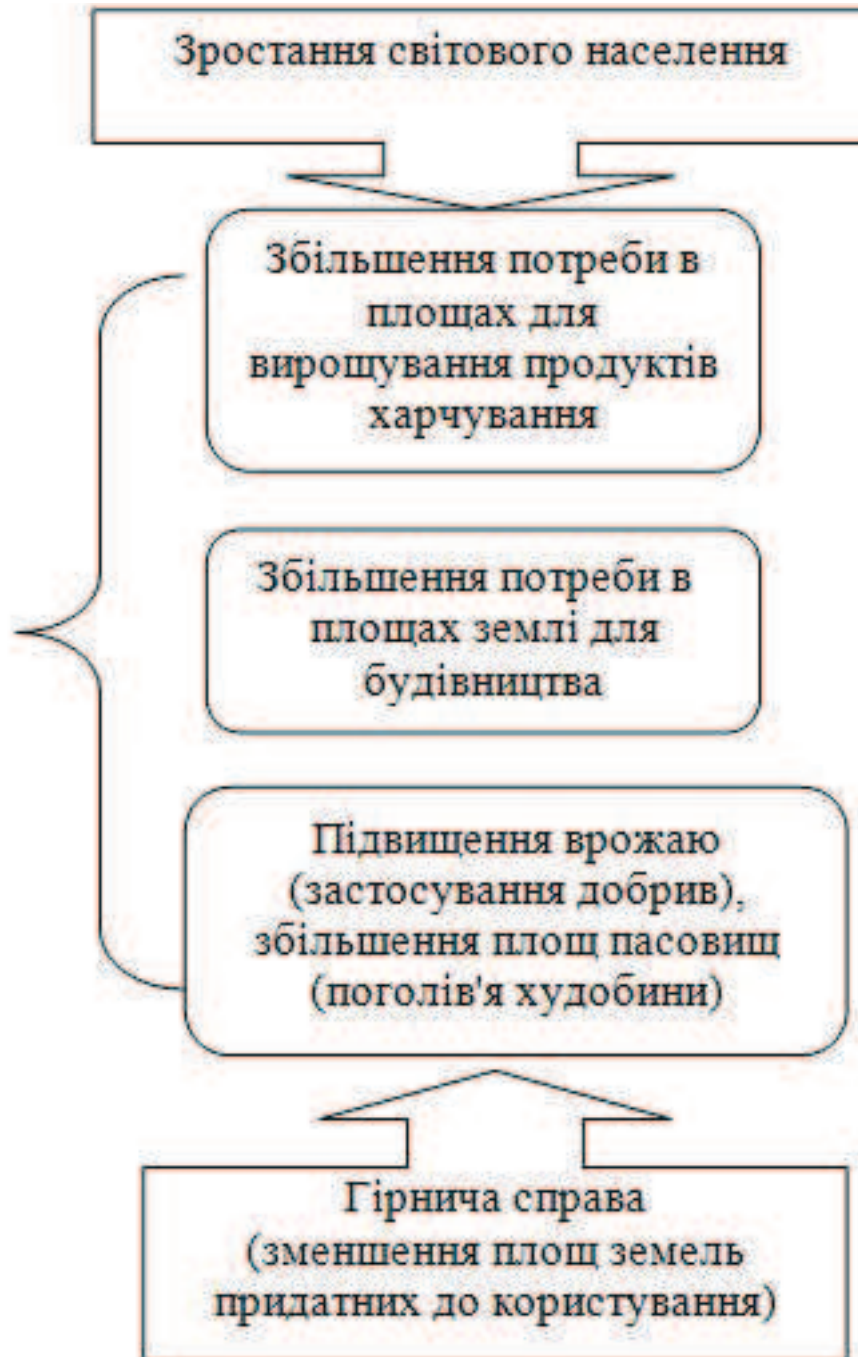 Зростання світового населення
Збільшення потреби в
площах для
вирощування продуктів
харчування
Збільшення потреби в
площах землі для
будівництва
Підвищення врожаю
(застосування добрив),
збільшення площ пасовищ
(поголів'я худобини)
Гірнича справа
(зменшення площ земель
придатних до користування)